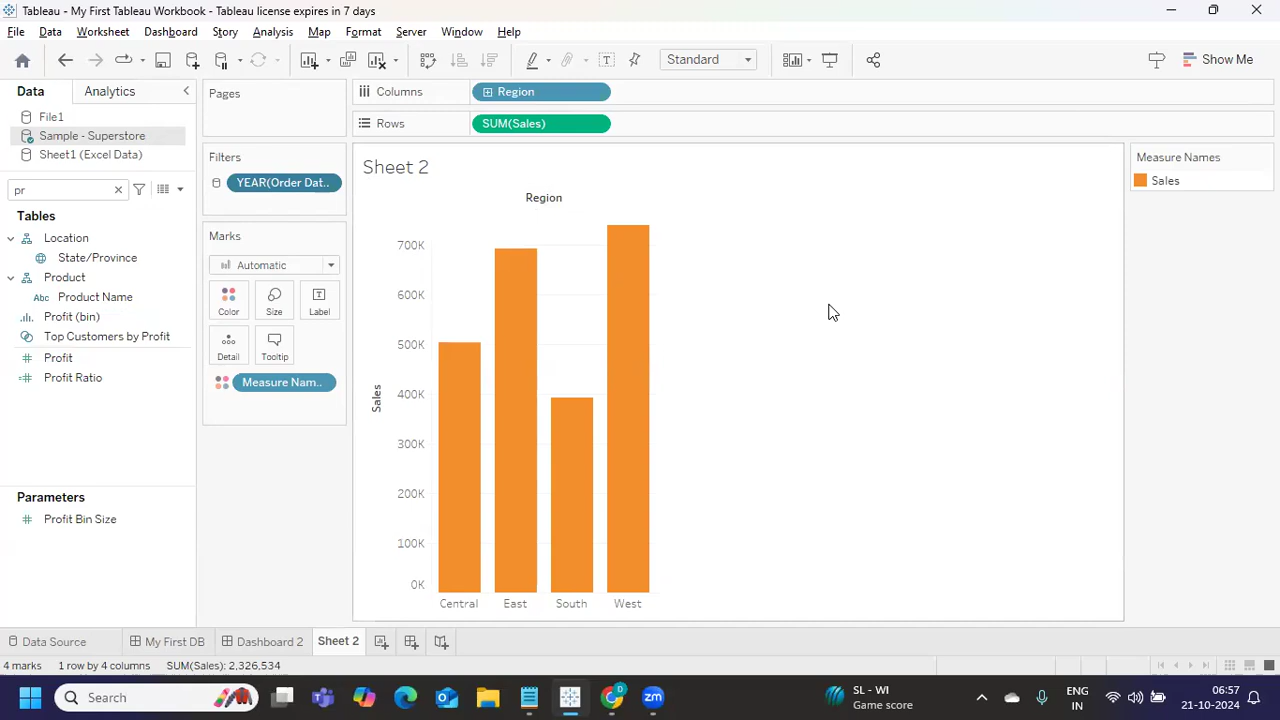 Tableau - My First Tableau Workbook - Tableau license expires in 7 days
File Data Worksheet Dashboard Story Analysis Map Format Server Window Help
Standard
Show Me
Data Analytics
File1
Sample - Superstore
Sheet1 (Excel Data)
pr
Tables
Location
State/Province
Product
Abc Product Name
Profit (bin)
Top Customers by Profit
Profit
Profit Ratio
Parameters
Profit Bin Size
Pages
Filters
YEAR(Order Dat..
Marks
Automatic
Color Size Label
Detail Tooltip
Measure Nam..
Columns Region
Rows SUM(Sales)
Sheet 2
Region
700K
600K
500K
400K
300K
200K
100K
0K
Sales
Central East South West
Measure Names
Sales
Data Source My First DB Dashboard 2 Sheet 2
4 marks 1 row by 4 columns SUM(Sales): 2,326,534
Search
SL - WI
Game score
ENG
IN
06:57
21-10-2024